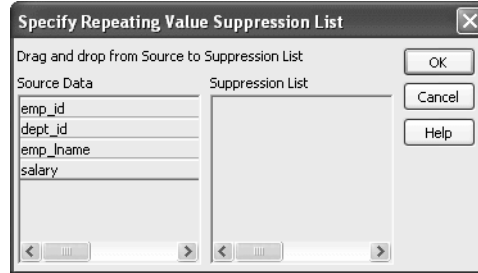 Specify Repeating Value Suppression List
Drag and drop from Source to Suppression List
Source Data
Suppression List
emp_id
dept_id
emp_lname
salary
OK
Cancel
Help